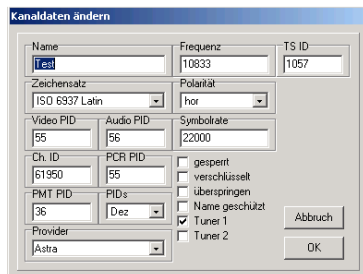 Kanaldaten ändern
Name Frequenz TS ID
Test 10833 1057
Zeichensatz Polarität
ISO 6937 Latin hor
Video PID Audio PID Symbolrate
55 56 22000
Ch. ID PCR PID gesperrt
61950 55 verschlüsselt
PMT PID PIDs überspringen
36 Dez Name geschützt
Tuner 1 Abbruch
Provider Tuner 2
Astra OK